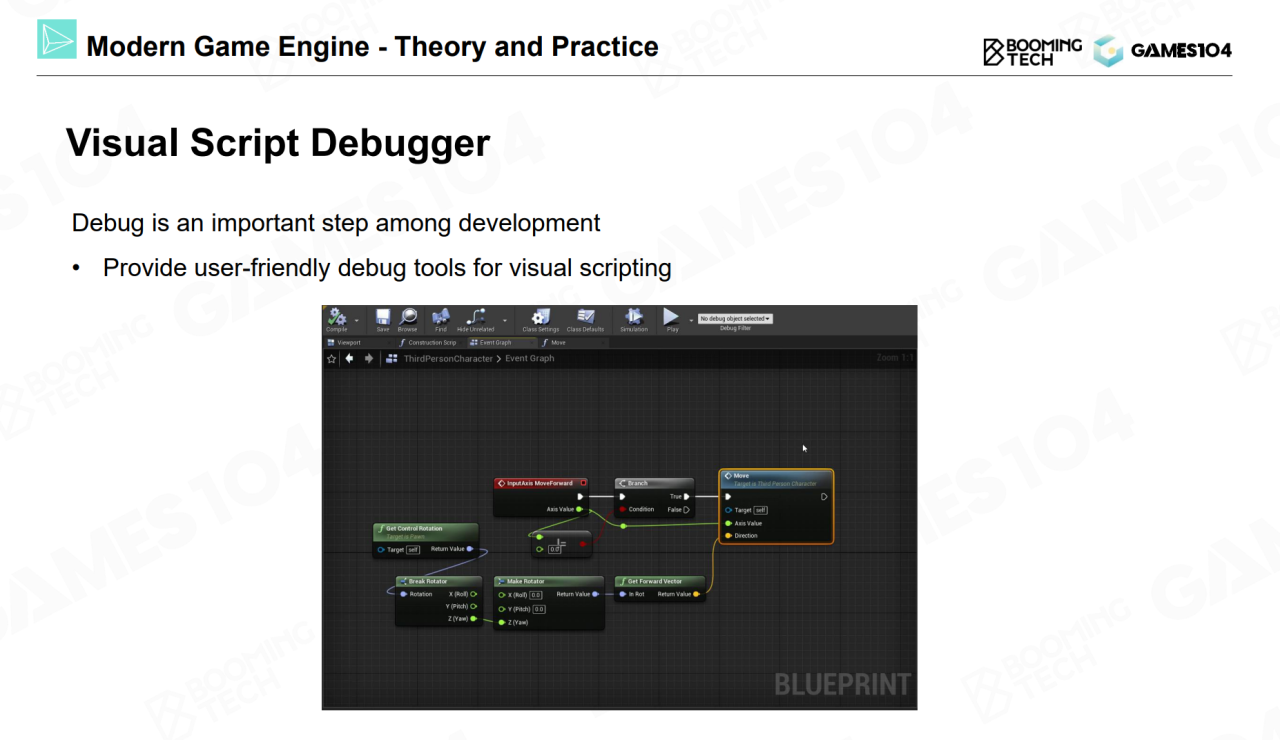 Modern Game Engine - Theory and Practice
BOOMING
TECH
GAMES104
Visual Script Debugger
Debug is an important step among development
• Provide user-friendly debug tools for visual scripting
Compile
Save
Browse
Find
Hide Unrelated
Class Settings
Class Defaults
Simulation
Play
No debug object selected
Debug Filter
Viewport
Construction Scrip
Event Graph
Move
ThirdPersonCharacter > Event Graph
Zoom 1:1
InputAxis MoveForward
Axis Value
Branch
True
Condition
False
Move
Target is Third Person Character
Target self
Axis Value
Direction
!=
0.0
Get Control Rotation
Target is Pawn
Target self
Return Value
Break Rotator
Rotation
X (Roll)
Y (Pitch)
Z (Yaw)
Make Rotator
X (Roll) 0.0
Return Value
Y (Pitch) 0.0
Z (Yaw)
Get Forward Vector
In Rot
Return Value
BLUEPRINT